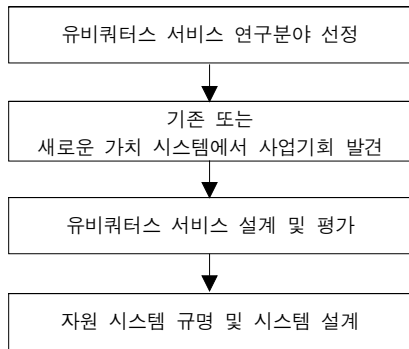 유비쿼터스 서비스 연구분야 선정
기존 또는
새로운 가치 시스템에서 사업기회 발견
유비쿼터스 서비스 설계 및 평가
자원 시스템 규명 및 시스템 설계